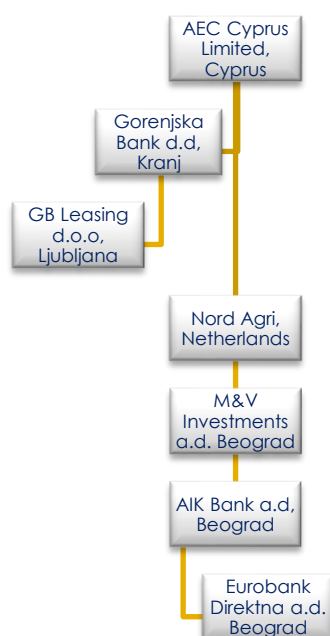 AEC Cyprus
Limited,
Cyprus
Gorenjska
Bank d.d,
Kranj
GB Leasing
d.o.o,
Ljubljana
Nord Agri,
Netherlands
M&V
Investments
a.d. Beograd
AIK Bank a.d,
Beograd
Eurobank
Direktna a.d.
Beograd